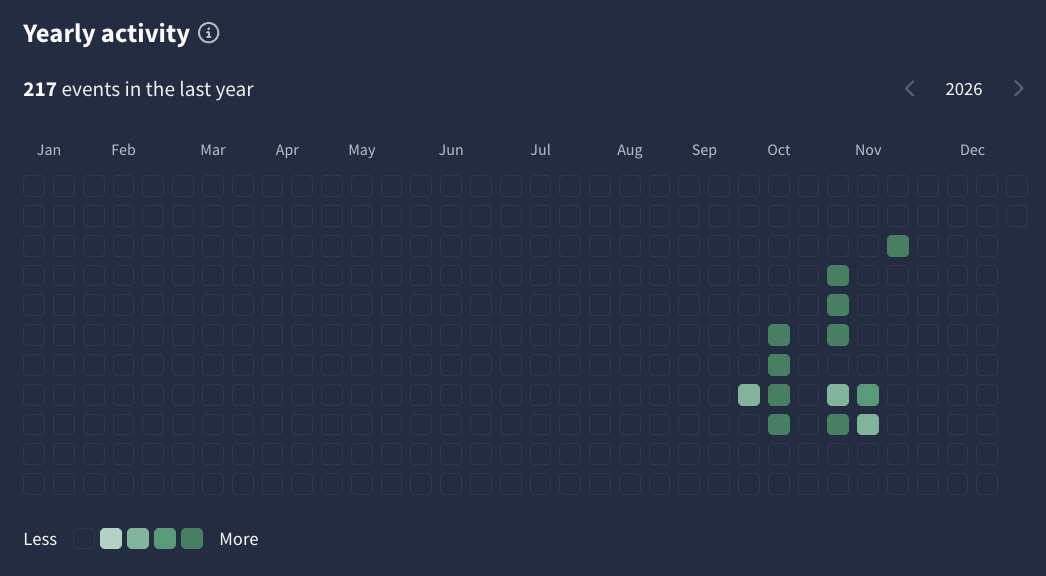 Yearly activity
217 events in the last year
2026
Jan Feb Mar Apr May Jun Jul Aug Sep Oct Nov Dec
Less More